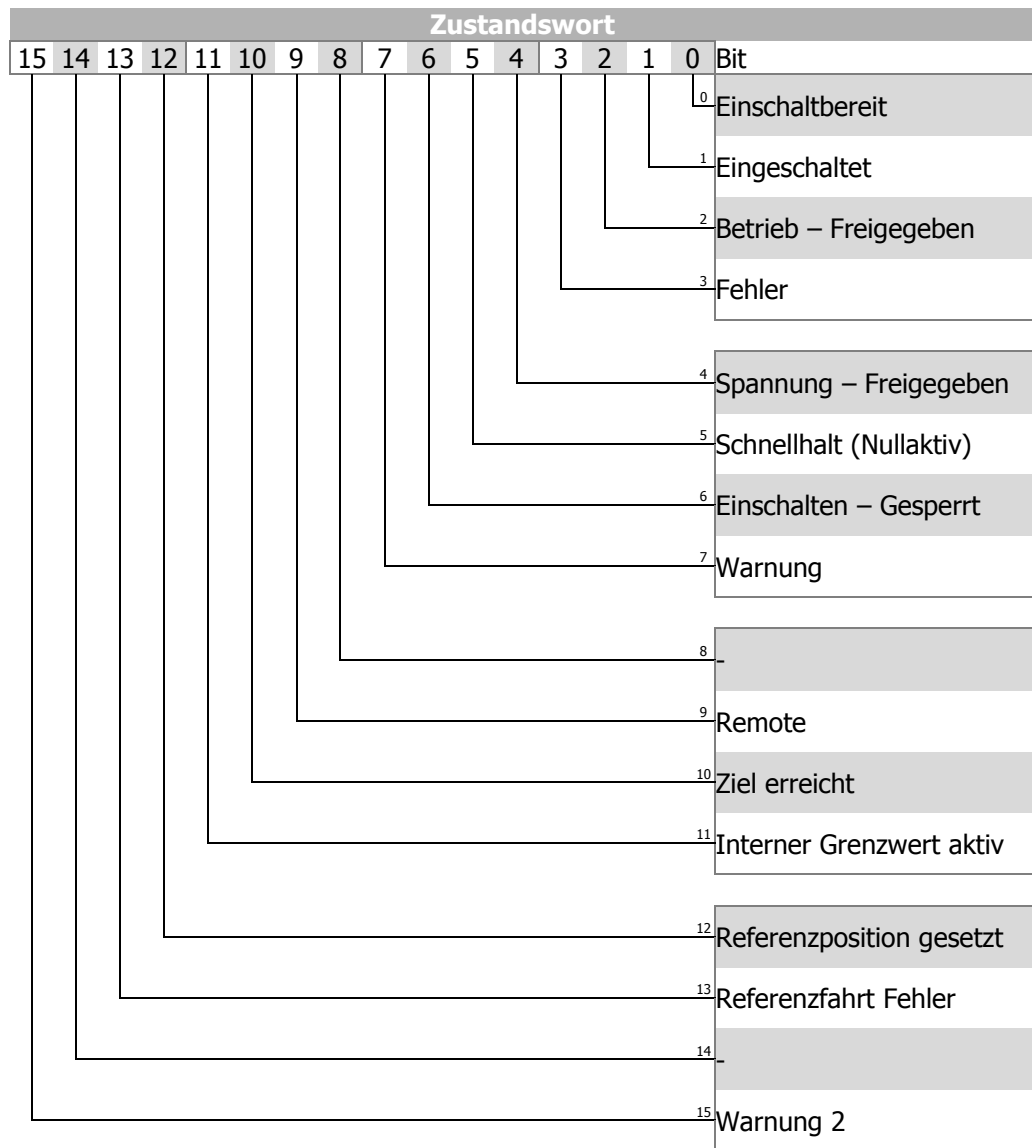 Zustandswort
15 14 13 12 11 10 9 8 7 6 5 4 3 2 1 0 Bit
0 Einschaltbereit
1 Eingeschaltet
2 Betrieb – Freigegeben
3 Fehler
4 Spannung – Freigegeben
5 Schnellhalt (Nullaktiv)
6 Einschalten – Gesperrt
7 Warnung
8 -
9 Remote
10 Ziel erreicht
11 Interner Grenzwert aktiv
12 Referenzposition gesetzt
13 Referenzfahrt Fehler
14 -
15 Warnung 2